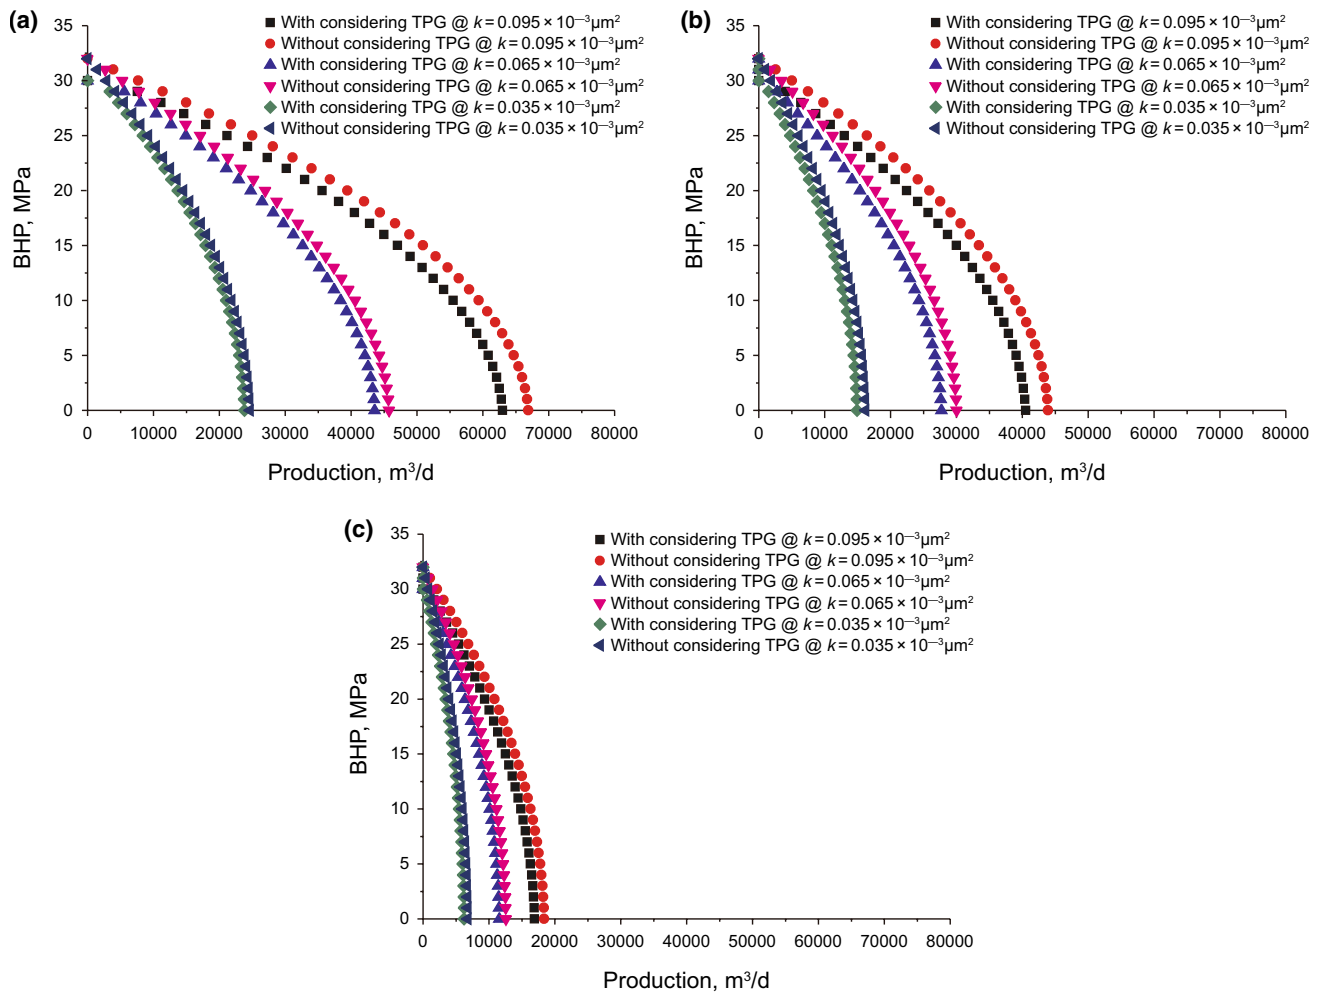 (a)
With considering TPG @ k = 0.095 × 10⁻³μm²
Without considering TPG @ k = 0.095 × 10⁻³μm²
With considering TPG @ k = 0.065 × 10⁻³μm²
Without considering TPG @ k = 0.065 × 10⁻³μm²
With considering TPG @ k = 0.035 × 10⁻³μm²
Without considering TPG @ k = 0.035 × 10⁻³μm²
35
30
25
20
15
10
5
0
BHP, MPa
0 10000 20000 30000 40000 50000 60000 70000 80000
Production, m³/d
(b)
With considering TPG @ k = 0.095 × 10⁻³μm²
Without considering TPG @ k = 0.095 × 10⁻³μm²
With considering TPG @ k = 0.065 × 10⁻³μm²
Without considering TPG @ k = 0.065 × 10⁻³μm²
With considering TPG @ k = 0.035 × 10⁻³μm²
Without considering TPG @ k = 0.035 × 10⁻³μm²
35
30
25
20
15
10
5
0
BHP, MPa
0 10000 20000 30000 40000 50000 60000 70000 80000
Production, m³/d
(c)
With considering TPG @ k = 0.095 × 10⁻³μm²
Without considering TPG @ k = 0.095 × 10⁻³μm²
With considering TPG @ k = 0.065 × 10⁻³μm²
Without considering TPG @ k = 0.065 × 10⁻³μm²
With considering TPG @ k = 0.035 × 10⁻³μm²
Without considering TPG @ k = 0.035 × 10⁻³μm²
35
30
25
20
15
10
5
0
BHP, MPa
0 10000 20000 30000 40000 50000 60000 70000 80000
Production, m³/d